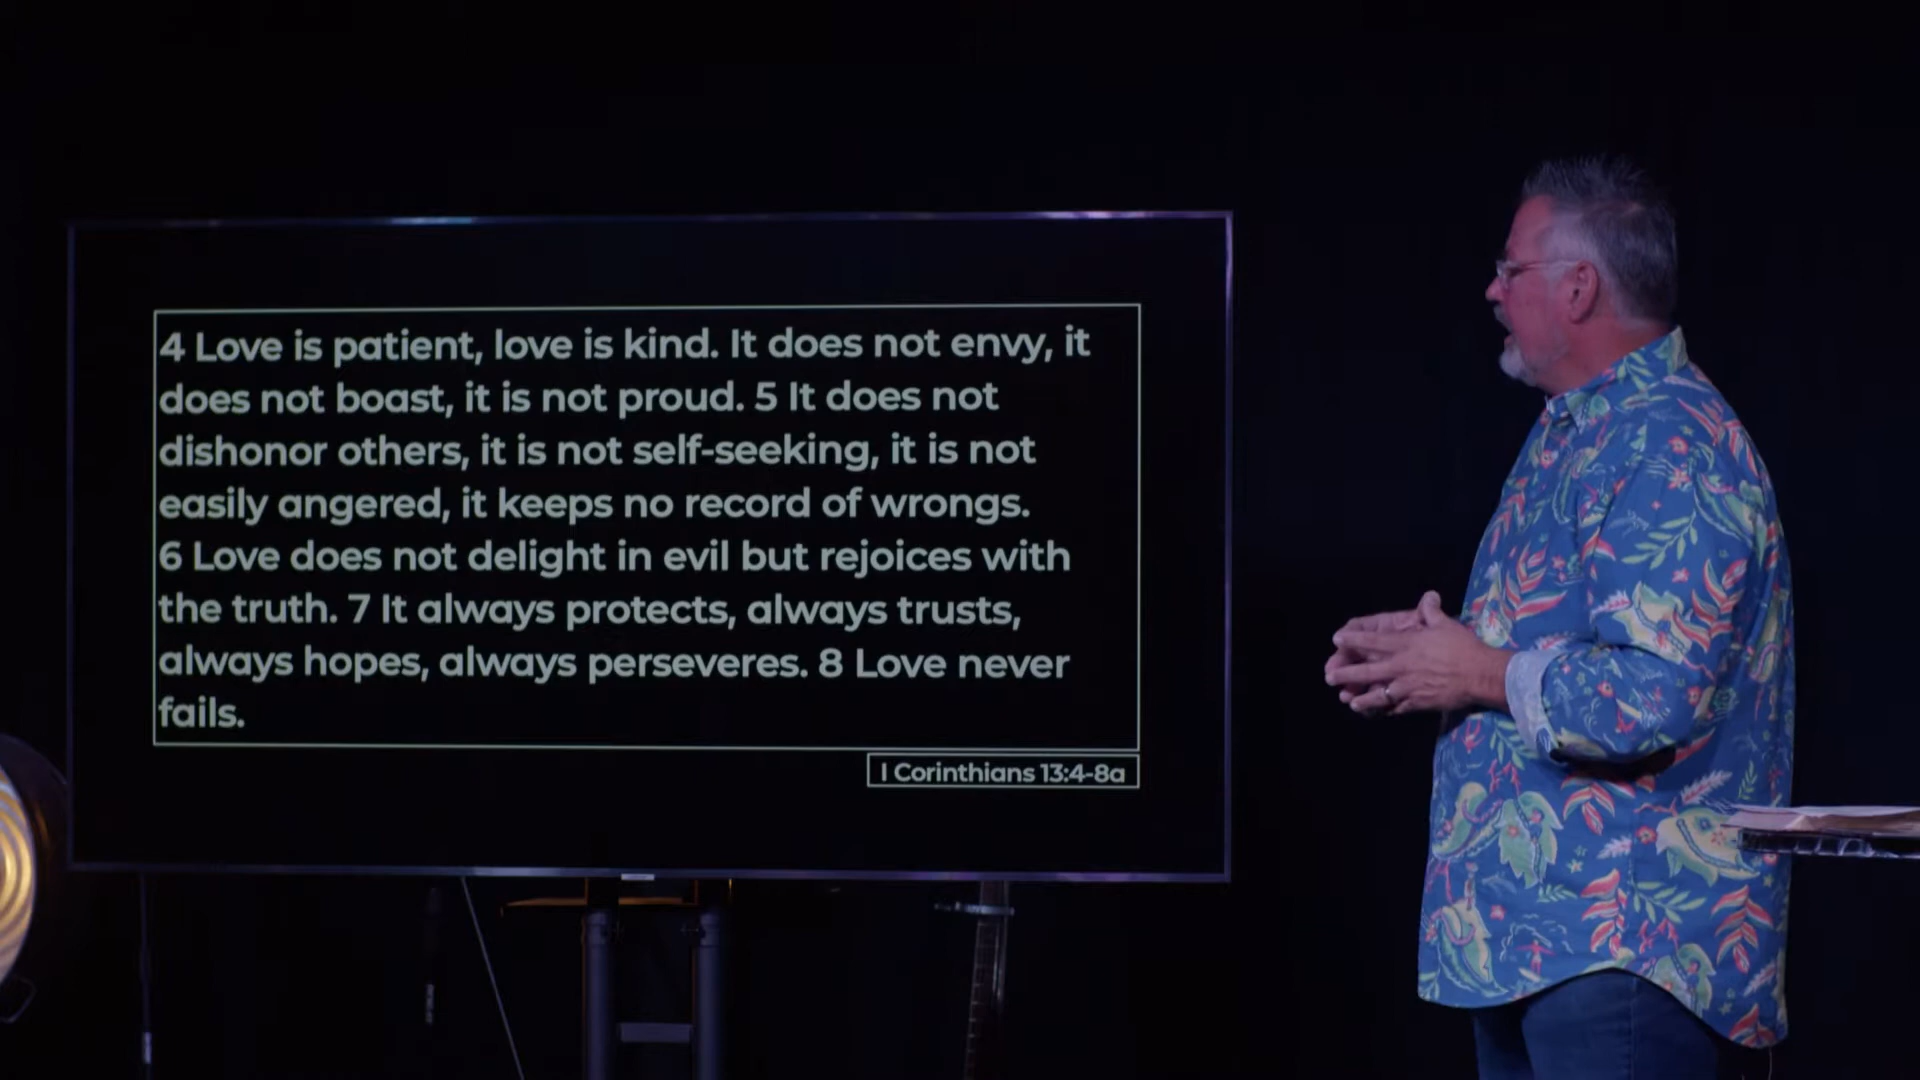 4 Love is patient, love is kind. It does not envy, it
does not boast, it is not proud. 5 It does not
dishonor others, it is not self-seeking, it is not
easily angered, it keeps no record of wrongs.
6 Love does not delight in evil but rejoices with
the truth. 7 It always protects, always trusts,
always hopes, always perseveres. 8 Love never
fails.
I Corinthians 13:4-8a